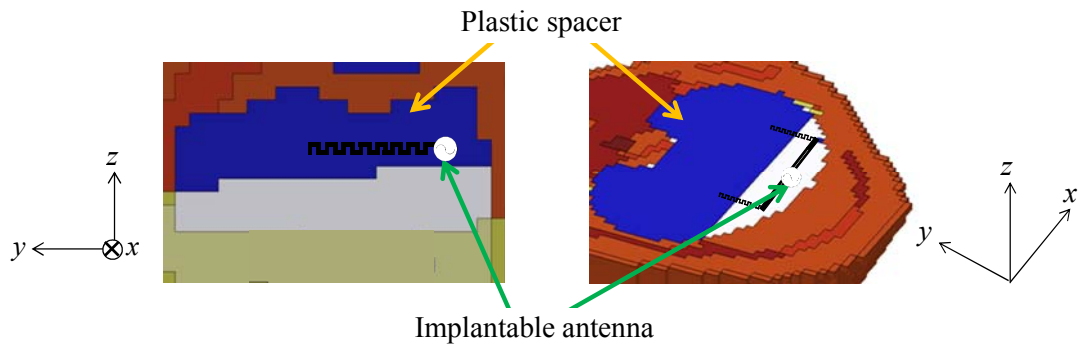 Plastic spacer
z
y
x
z
x
y
Implantable antenna